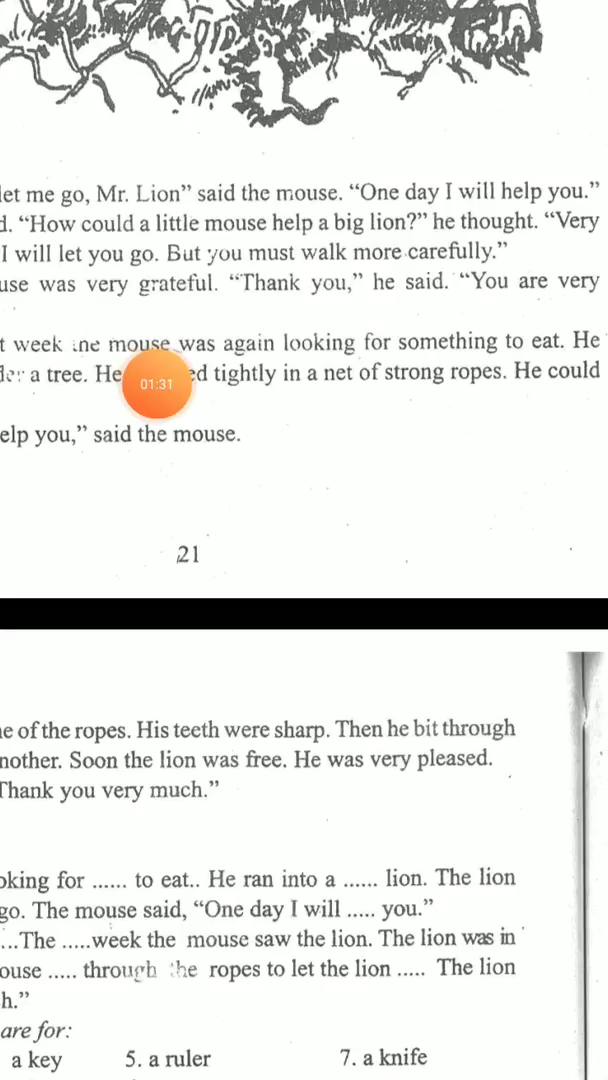 let me go, Mr. Lion” said the mouse. “One day I will help you.”
d. “How could a little mouse help a big lion?” he thought. “Very
I will let you go. But you must walk more carefully.”
use was very grateful. “Thank you,” he said. “You are very
t week the mouse was again looking for something to eat. He
der a tree. He ed tightly in a net of strong ropes. He could
01:31
elp you,” said the mouse.
21
e of the ropes. His teeth were sharp. Then he bit through
nother. Soon the lion was free. He was very pleased.
Thank you very much.”
oking for ...... to eat.. He ran into a ...... lion. The lion
go. The mouse said, “One day I will ..... you.”
...The .....week the mouse saw the lion. The lion was in
ouse ..... through the ropes to let the lion ..... The lion
h.”
are for:
a key 5. a ruler 7. a knife